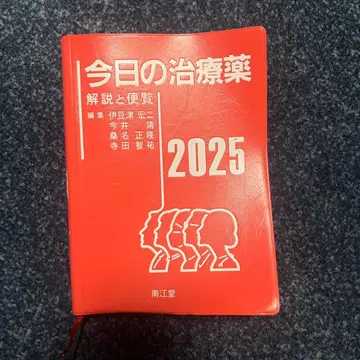 今日の治療薬
解説と便覧
編集 伊豆津 宏二
今井 靖
桑名 正隆
寺田 智祐
2025
南江堂